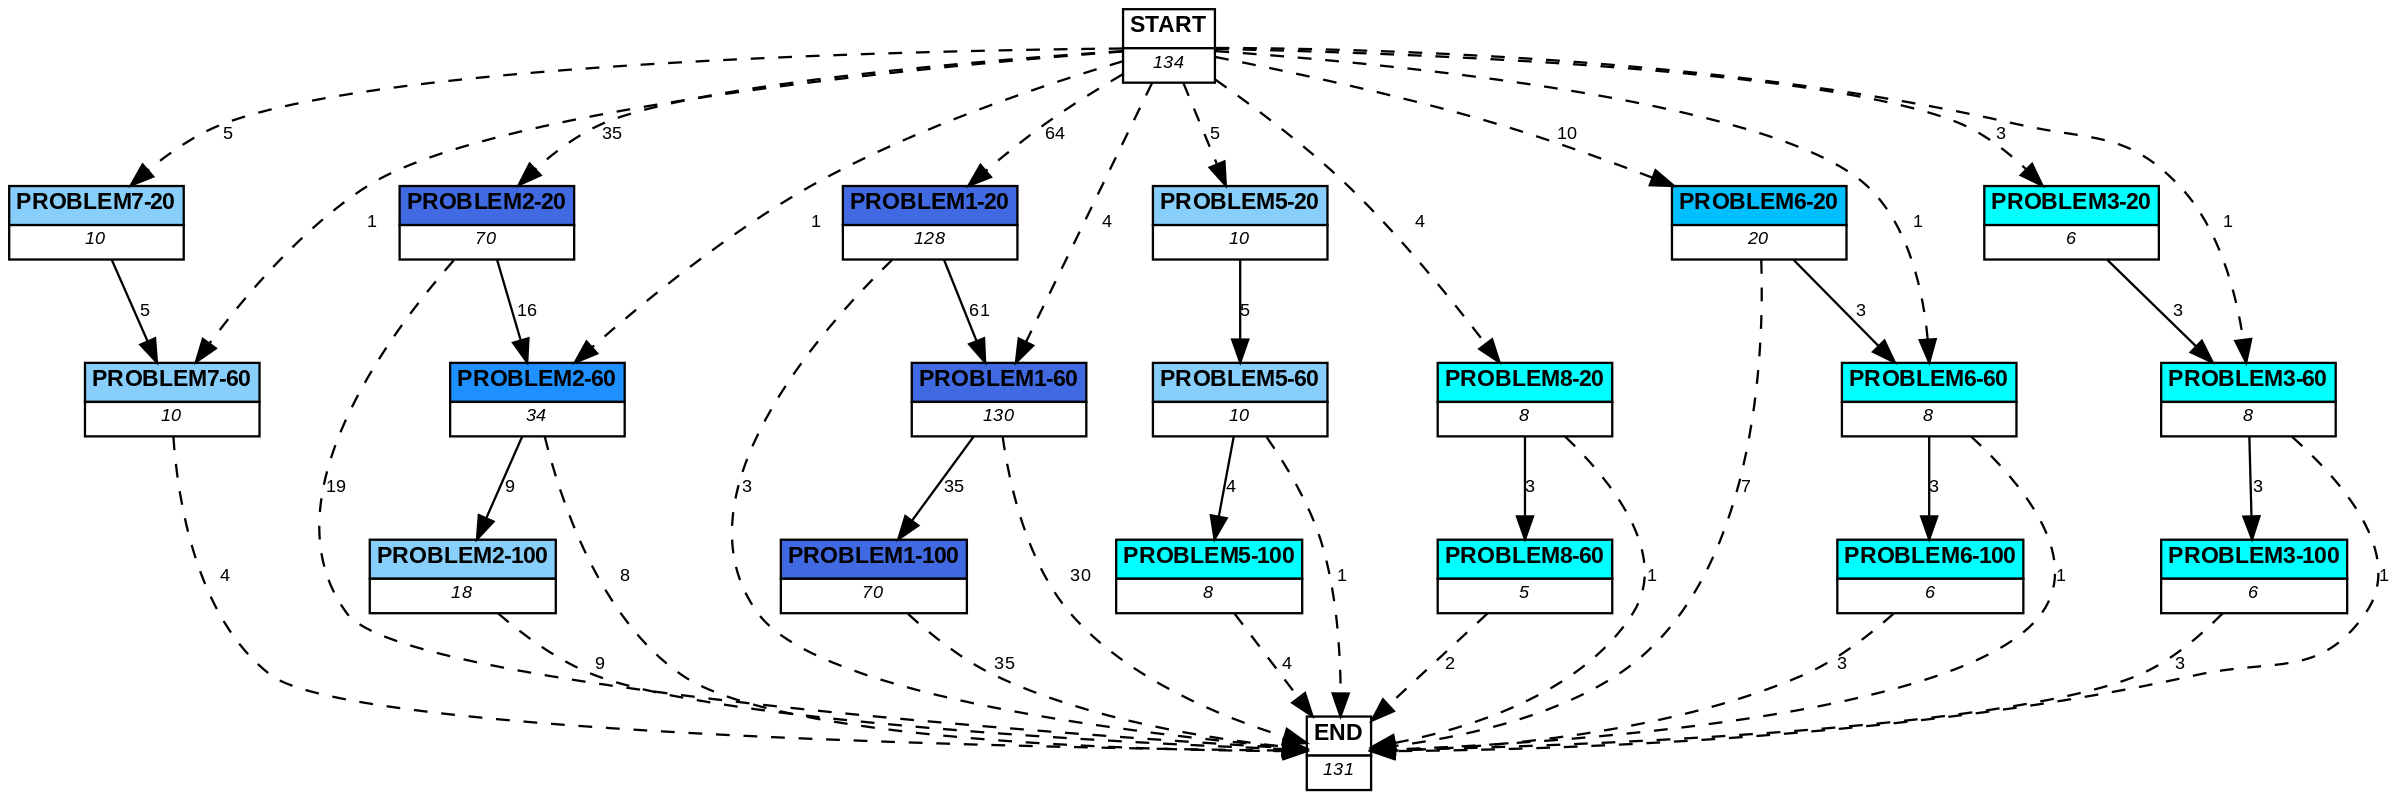 START
134
5
35
64
5
10
3
PROBLEM7-20
10
PROBLEM2-20
70
PROBLEM1-20
128
PROBLEM5-20
10
PROBLEM6-20
20
PROBLEM3-20
6
1
1
4
4
1
1
5
16
61
5
3
3
PROBLEM7-60
10
PROBLEM2-60
34
PROBLEM1-60
130
PROBLEM5-60
10
PROBLEM8-20
8
PROBLEM6-60
8
PROBLEM3-60
8
19
9
3
35
4
1
3
7
3
3
PROBLEM2-100
18
PROBLEM1-100
70
PROBLEM5-100
8
PROBLEM8-60
5
PROBLEM6-100
6
PROBLEM3-100
6
4
8
30
1
1
1
9
35
4
2
3
3
END
131